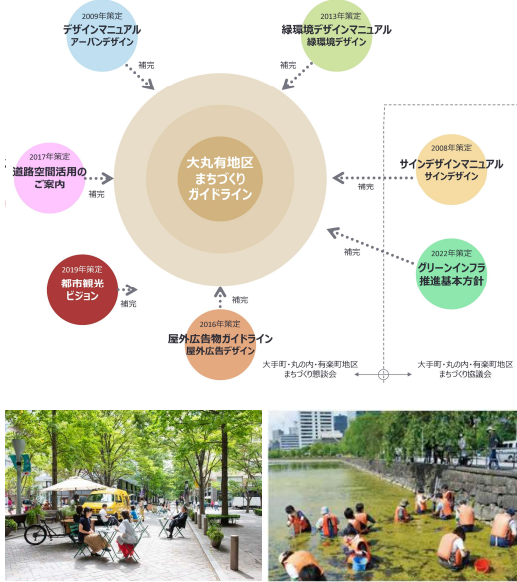 2009年策定
デザインマニュアル
アーバンデザイン
補完
2013年策定
緑環境デザインマニュアル
緑環境デザイン
補完
2017年策定
道路空間活用の
ご案内
補完
大丸有地区
まちづくり
ガイドライン
2008年策定
サインデザインマニュアル
サインデザイン
補完
2019年策定
都市観光
ビジョン
補完
2022年策定
グリーンインフラ
推進基本方針
補完
2016年策定
屋外広告物ガイドライン
屋外広告デザイン
補完
大手町・丸の内・有楽町地区
まちづくり懇談会
大手町・丸の内・有楽町地区
まちづくり協議会